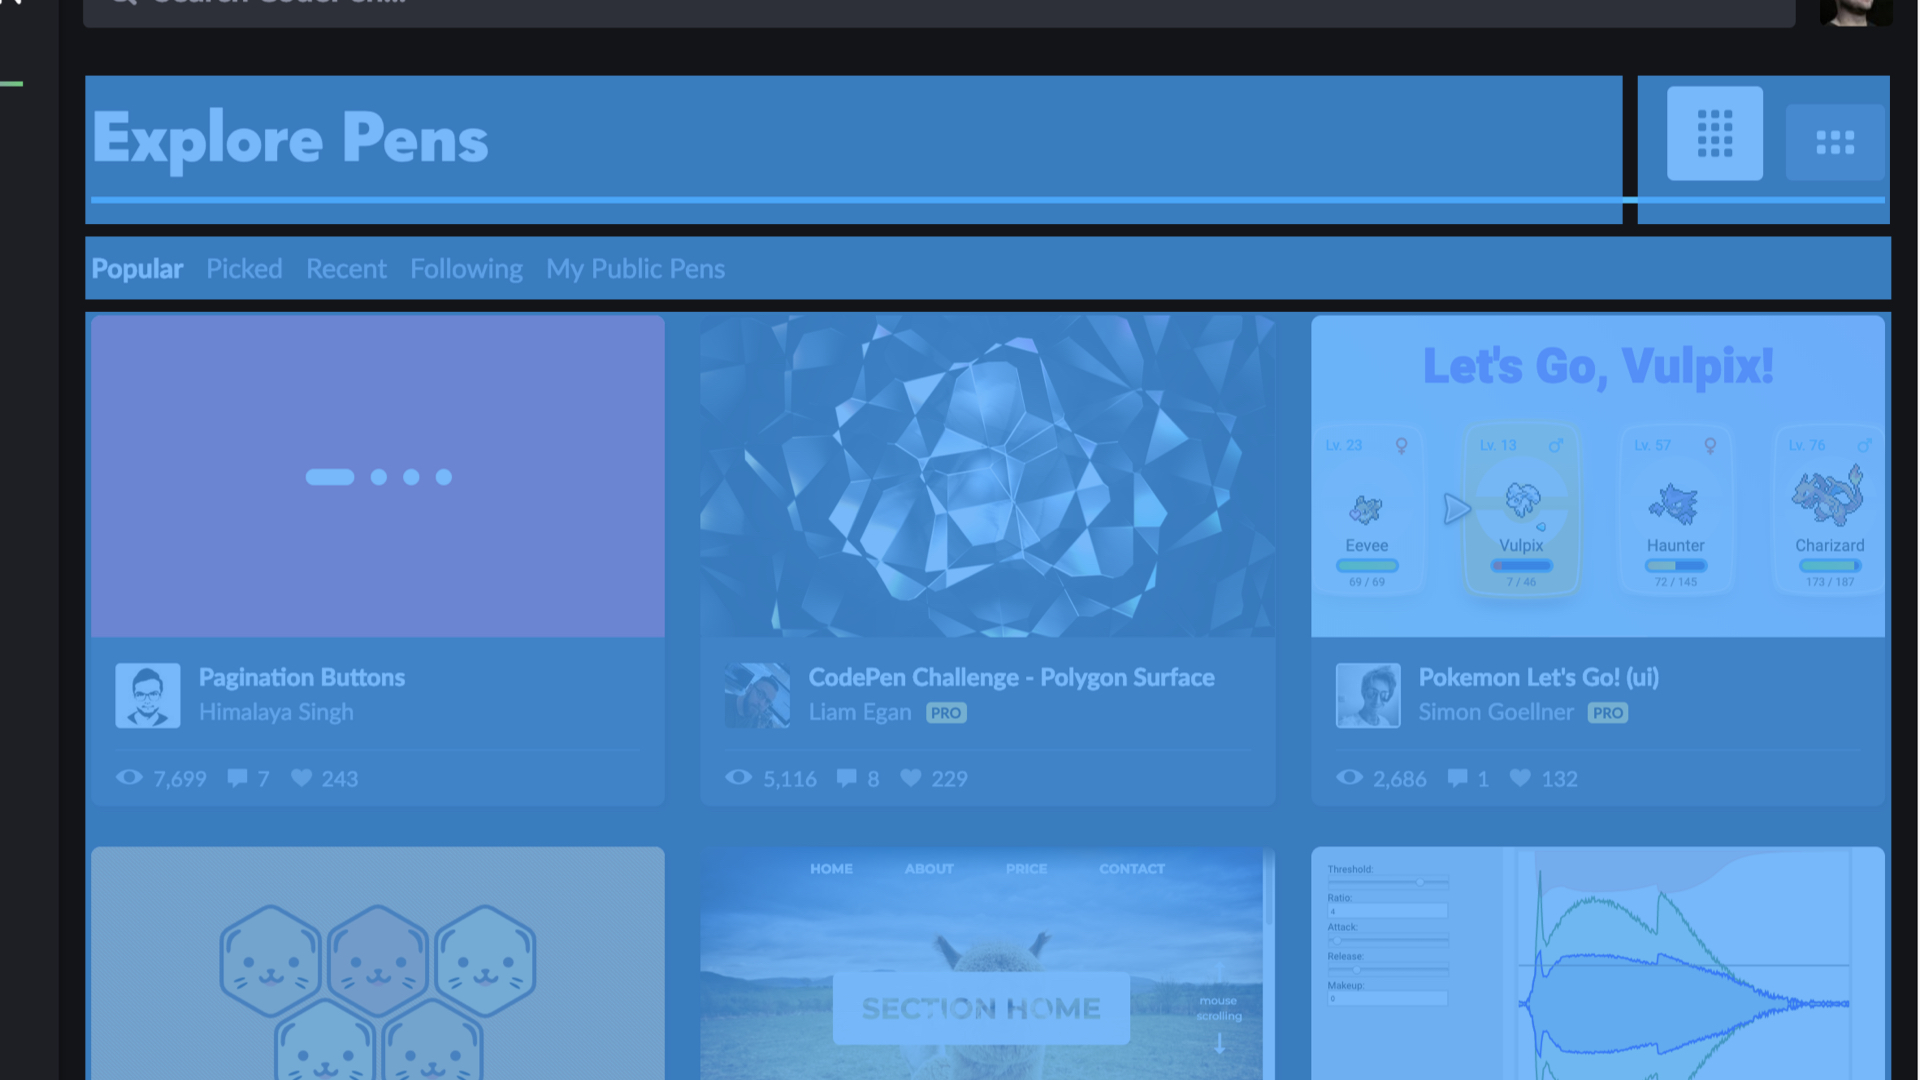 Search CodePen...
Explore Pens
Popular Picked Recent Following My Public Pens
Let's Go, Vulpix!
Lv. 23 ♀ Lv. 13 ♂ Lv. 57 ♀ Lv. 76 ♂
Eevee Vulpix Haunter Charizard
69 / 69 7 / 46 72 / 145 173 / 187
Pagination Buttons
Himalaya Singh
7,699 7 243
CodePen Challenge - Polygon Surface
Liam Egan PRO
5,116 8 229
Pokemon Let's Go! (ui)
Simon Goellner PRO
2,686 1 132
HOME ABOUT PRICE CONTACT
SECTION HOME
mouse
scrolling
Threshold:
Ratio:
4
Attack:
Release:
Makeup:
0